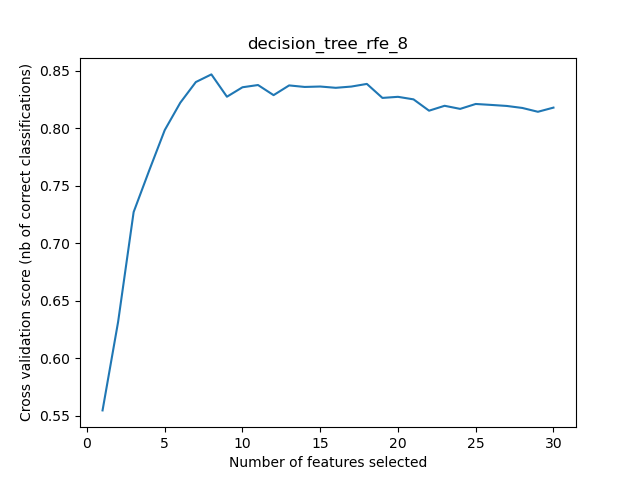 decision_tree_rfe_8
0.85
0.80
0.75
0.70
0.65
0.60
0.55
Cross validation score (nb of correct classifications)
0 5 10 15 20 25 30
Number of features selected